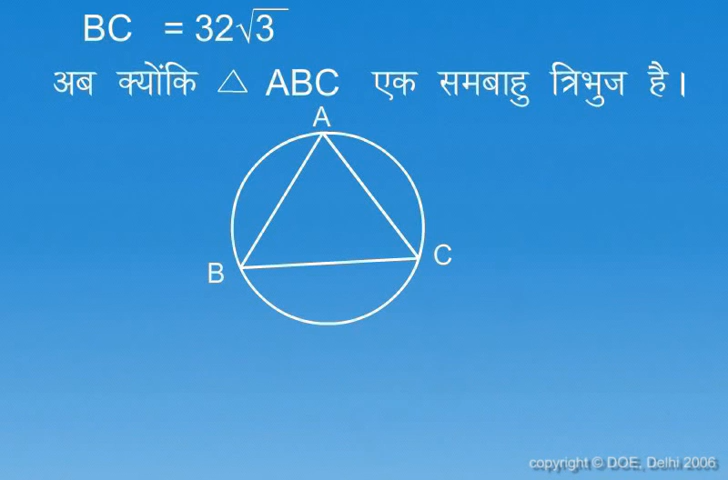 BC = 32√3
अब क्योंकि △ ABC एक समबाहु त्रिभुज है।
A
B
C
copyright © DOE, Delhi 2006